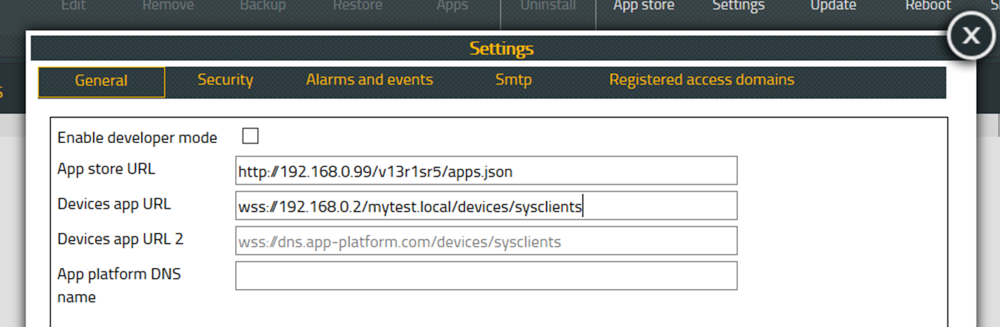 Edit Remove Backup Restore Apps Uninstall App store Settings Update Reboot
X
Settings
General Security Alarms and events Smtp Registered access domains
Enable developer mode
App store URL http://192.168.0.99/v13r1sr5/apps.json
Devices app URL wss://192.168.0.2/mytest.local/devices/sysclients
Devices app URL 2 wss://dns.app-platform.com/devices/sysclients
App platform DNS
name